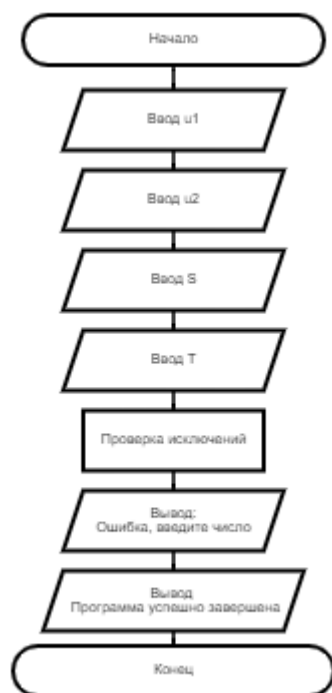 Начало
Ввод u1
Ввод u2
Ввод S
Ввод T
Проверка исключений
Вывод:
Ошибка, введите число
Вывод
Программа успешно завершена
Конец